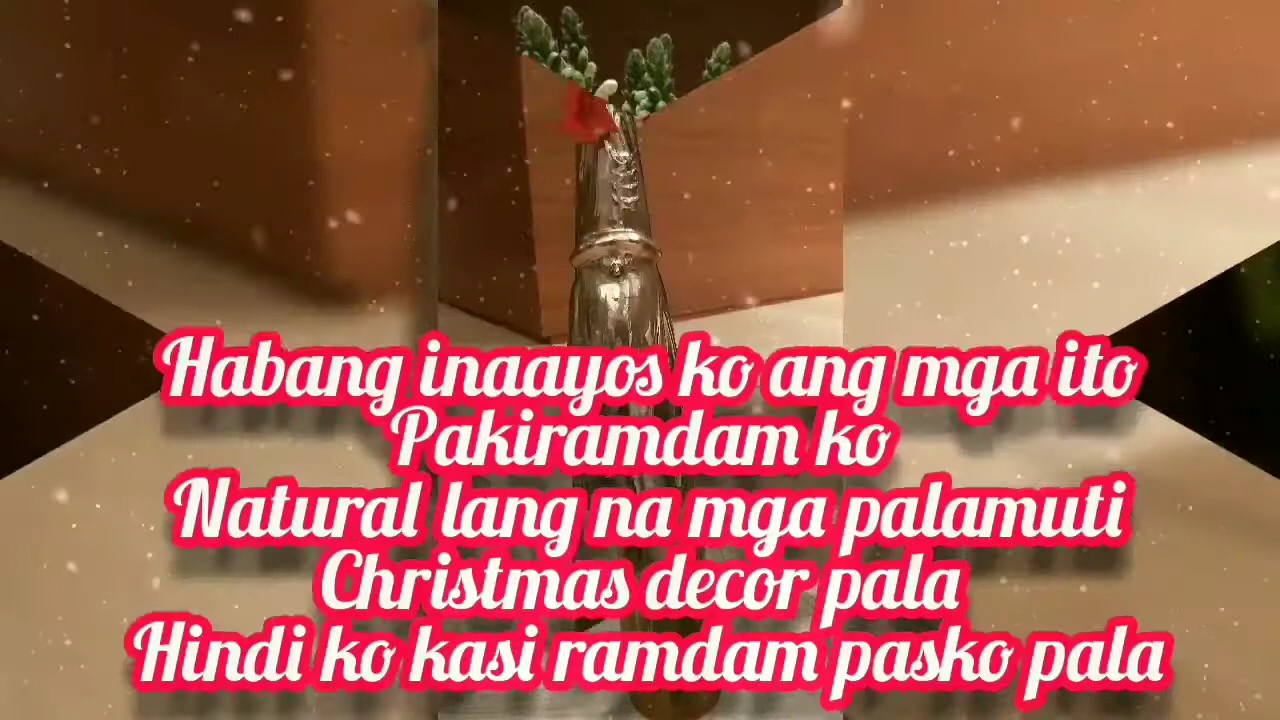 Habang inaayos ko ang mga ito
Pakiramdam ko
Natural lang na mga palamuti
Christmas decor pala
Hindi ko kasi ramdam pasko pala